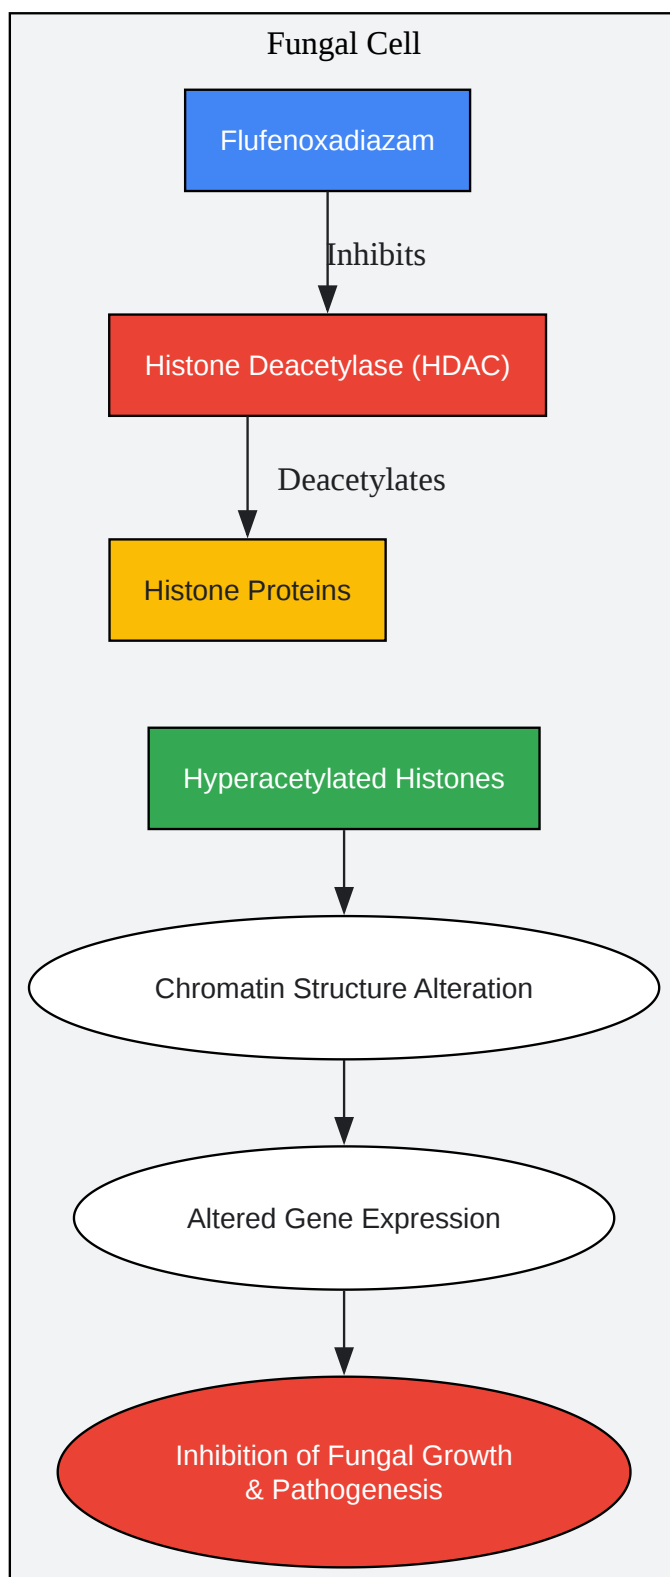 Fungal Cell
Flufenoxadiazam
Inhibits
Histone Deacetylase (HDAC)
Deacetylates
Histone Proteins
Hyperacetylated Histones
Chromatin Structure Alteration
Altered Gene Expression
Inhibition of Fungal Growth
& Pathogenesis